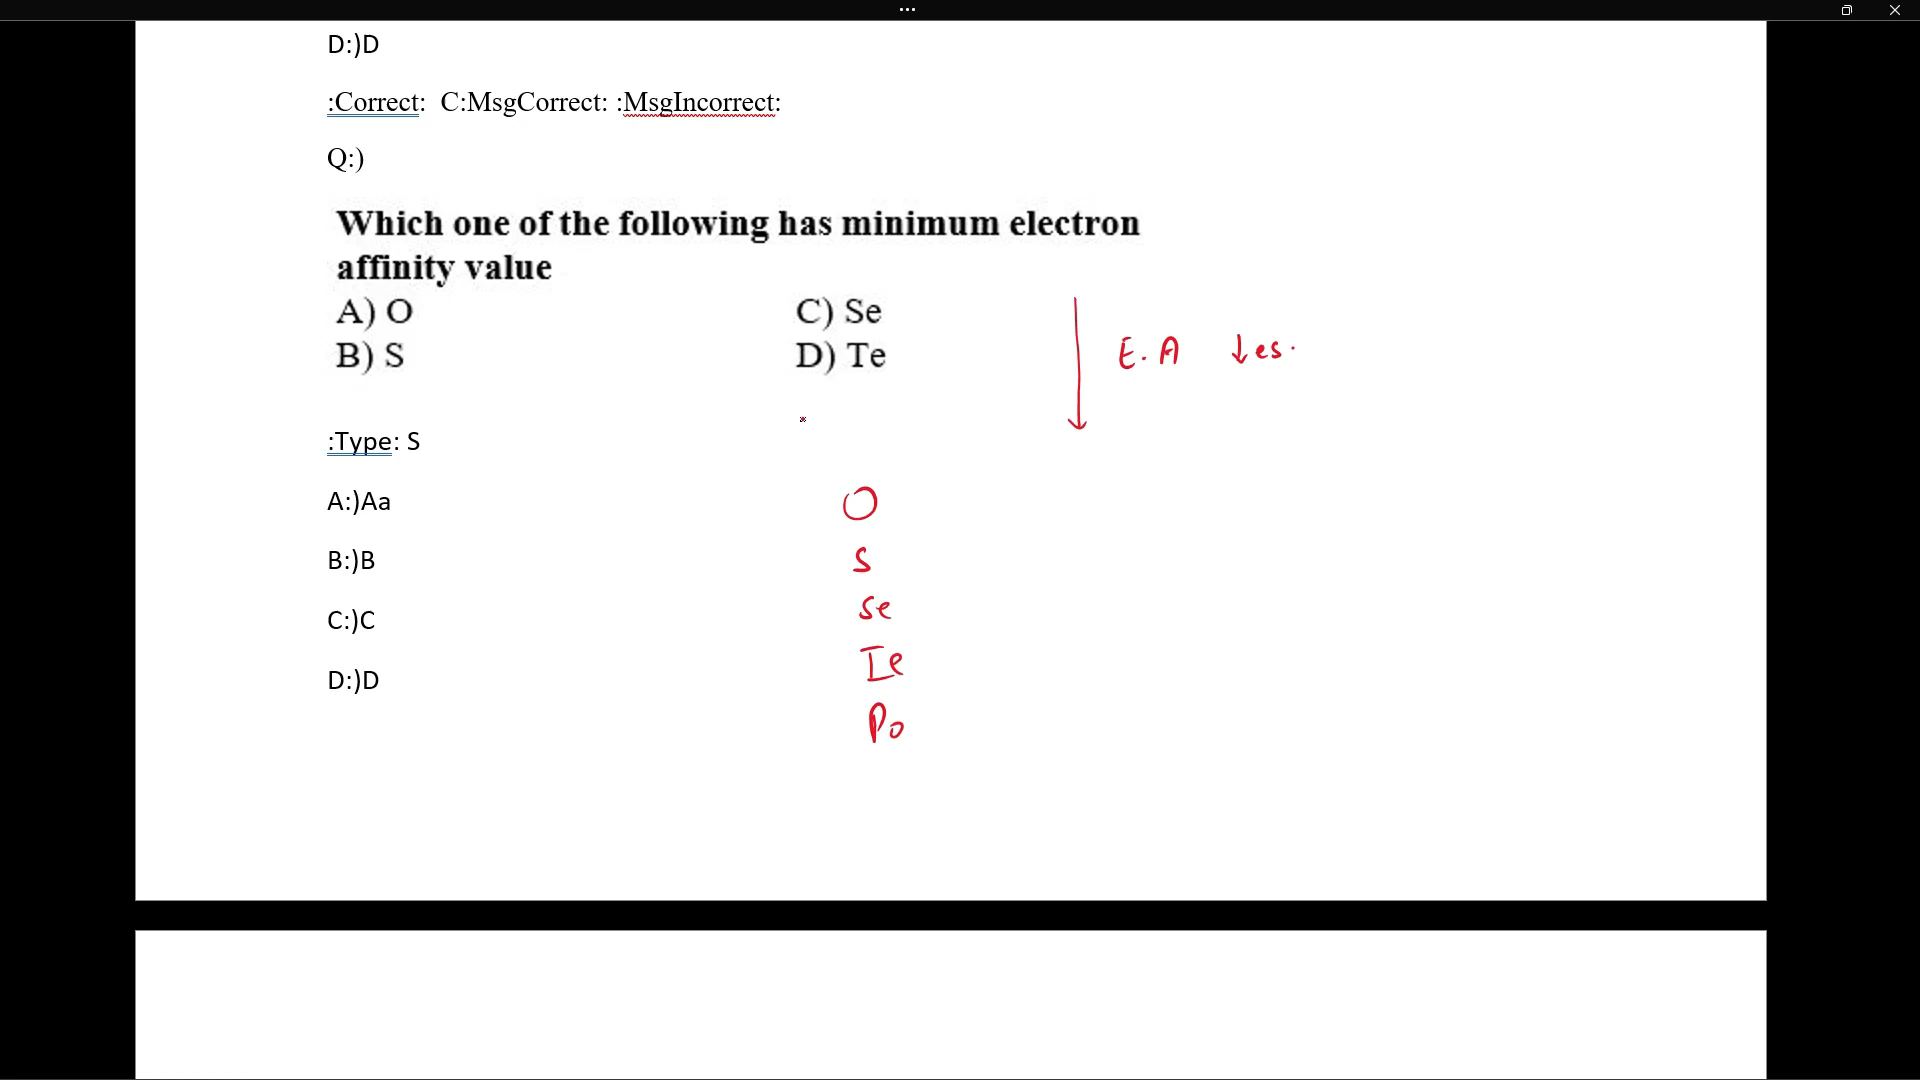 D:)D
:Correct: C:MsgCorrect: :MsgIncorrect:
Q:)
Which one of the following has minimum electron
affinity value
A) O C) Se
B) S D) Te
E.A ↓es.
:Type: S
A:)Aa
B:)B
C:)C
D:)D
O
S
Se
Te
Po